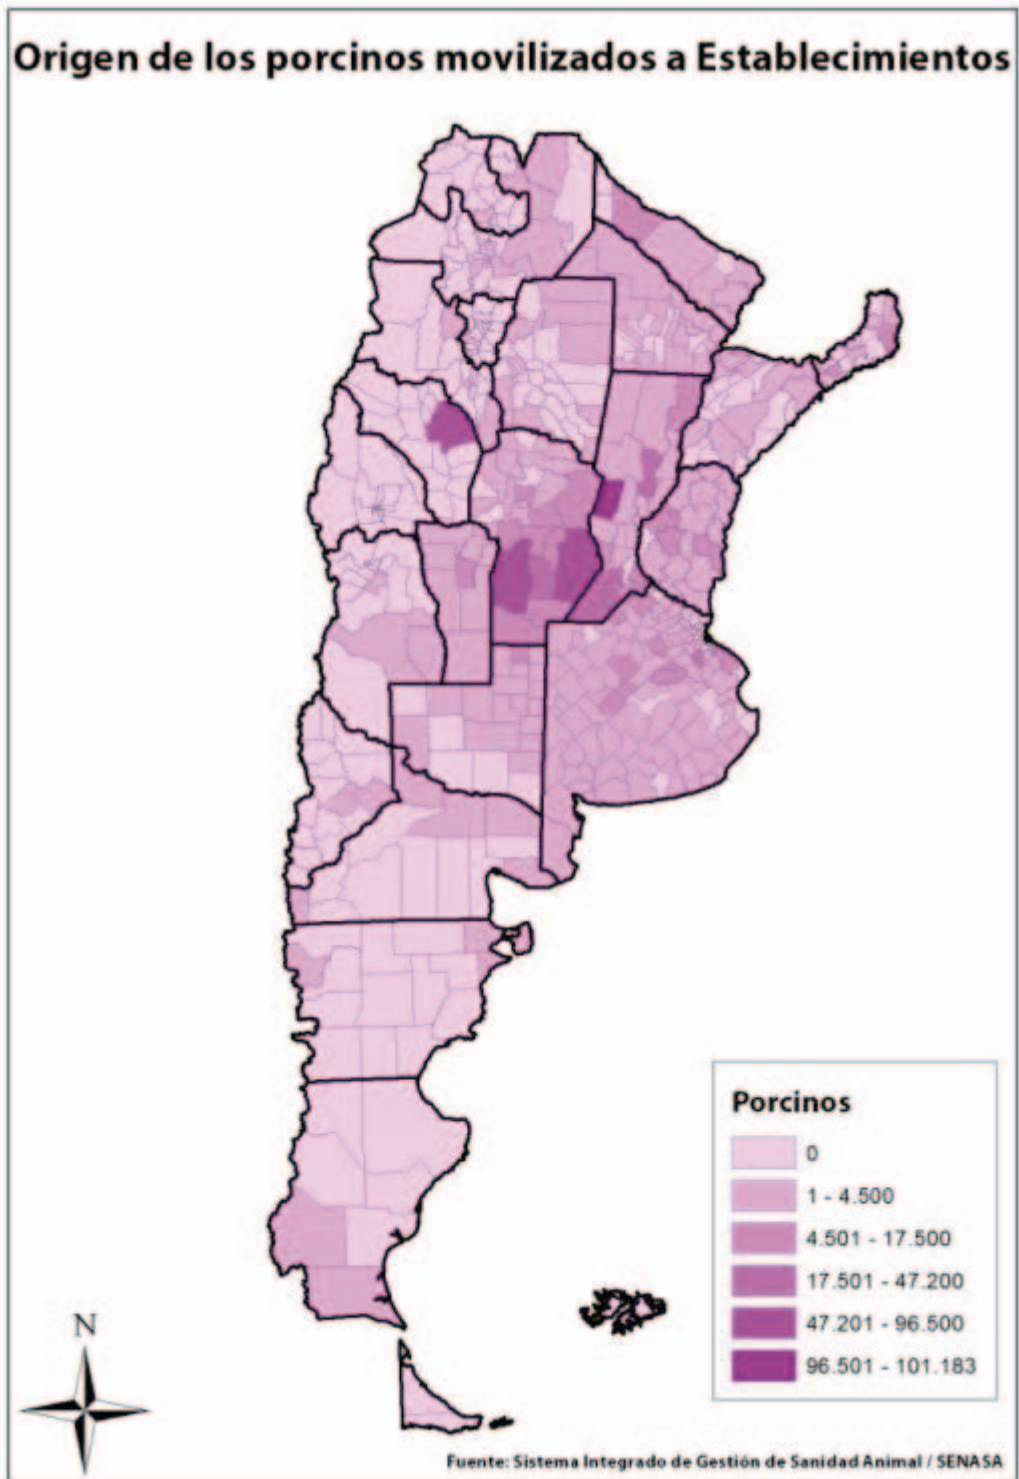 Origen de los porcinos movilizados a Establecimientos
Porcinos
0
1 - 4.500
4.501 - 17.500
17.501 - 47.200
47.201 - 96.500
96.501 - 101.183
N
Fuente: Sistema Integrado de Gestión de Sanidad Animal / SENASA